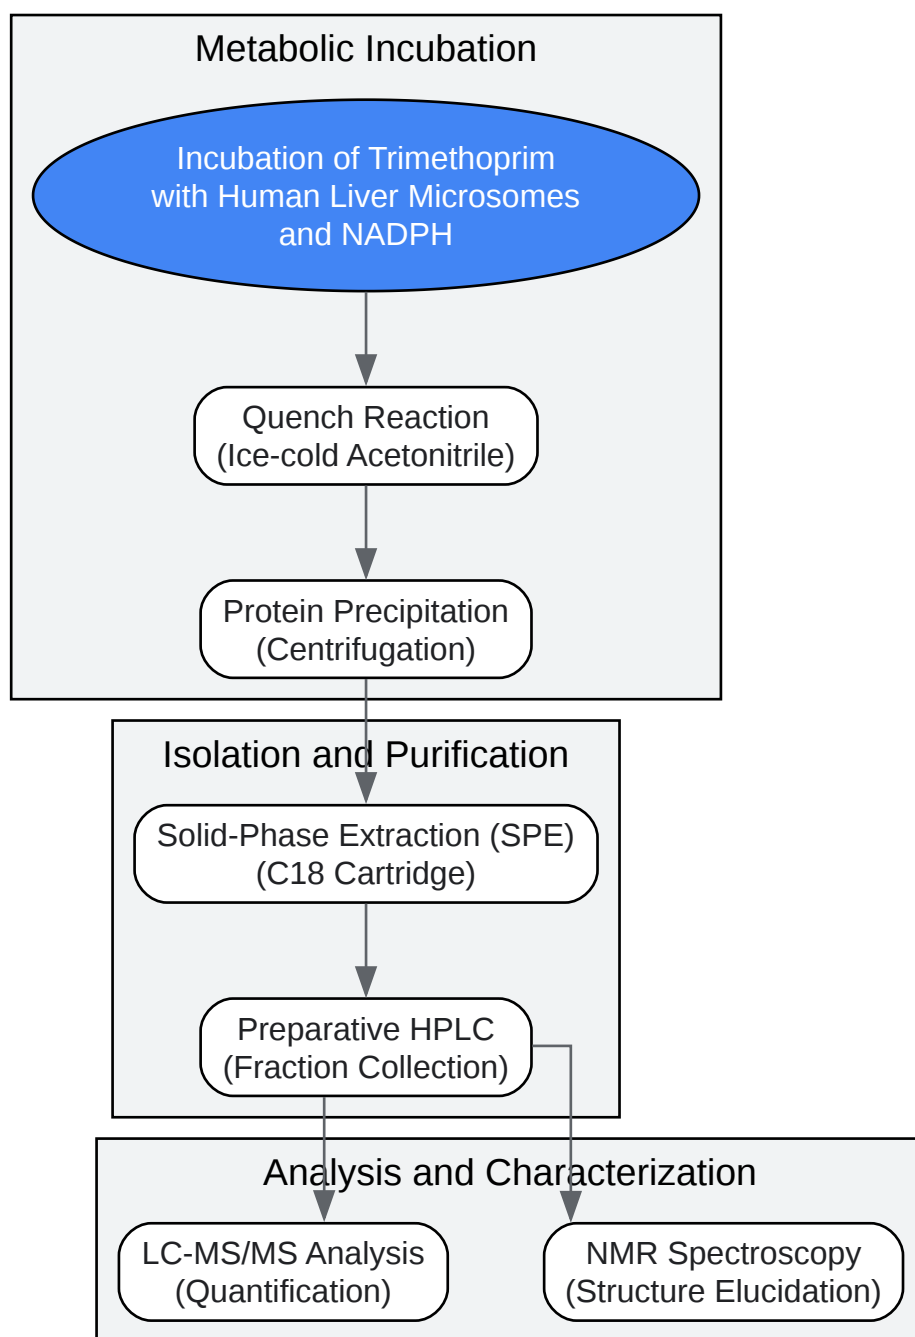 Metabolic Incubation
Incubation of Trimethoprim
with Human Liver Microsomes
and NADPH
Quench Reaction
(Ice-cold Acetonitrile)
Protein Precipitation
(Centrifugation)
Isolation and Purification
Solid-Phase Extraction (SPE)
(C18 Cartridge)
Preparative HPLC
(Fraction Collection)
Analysis and Characterization
LC-MS/MS Analysis
(Quantification)
NMR Spectroscopy
(Structure Elucidation)